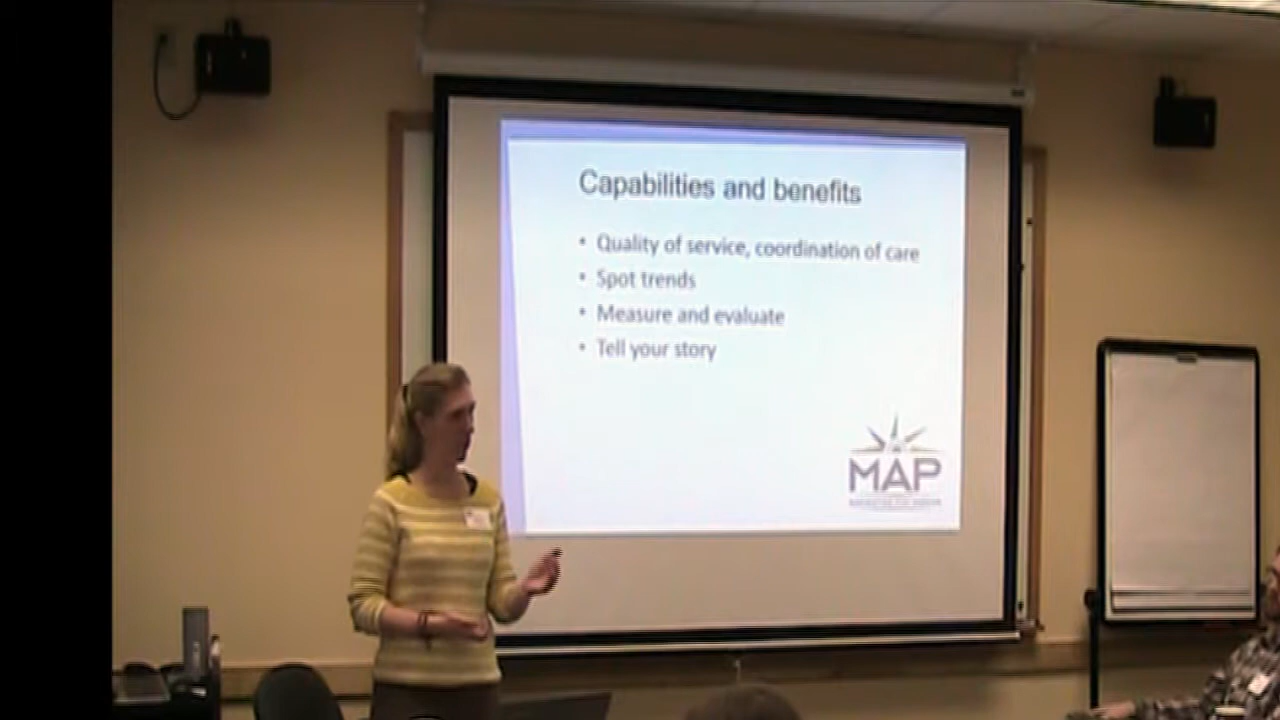 Capabilities and benefits
• Quality of service, coordination of care
• Spot trends
• Measure and evaluate
• Tell your story
MAP